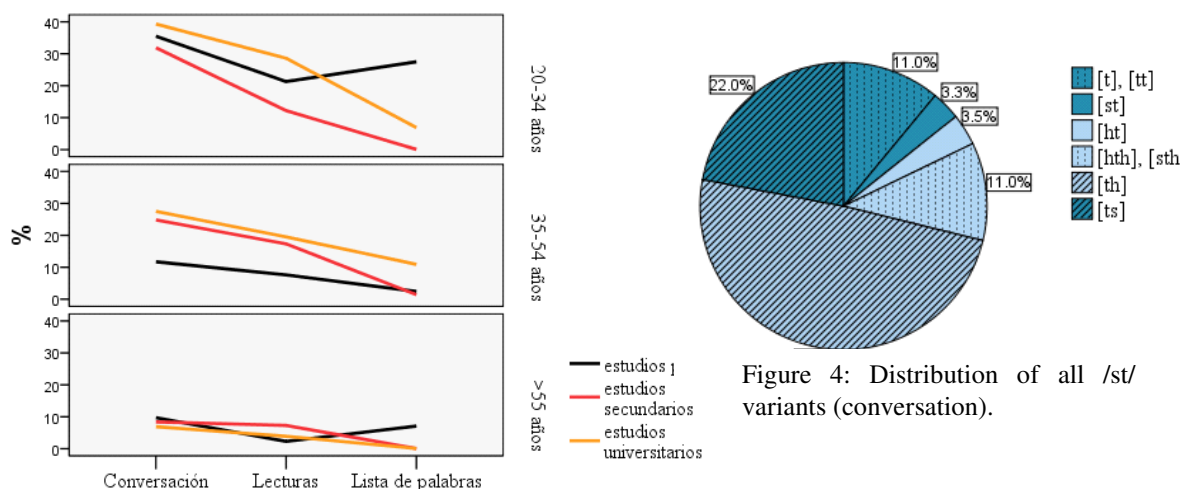 40
30
20
10
0
20-34 años
40
30
20
10
0
35-54 años
%
40
30
20
10
0
>55 años
Conversación Lecturas Lista de palabras
estudios
estudios
secundarios
estudios
universitarios
22.0%
11.0%
3.3%
3.5%
11.0%
[t], [tt]
[st]
[ht]
[hth], [sth
[th]
[ts]
Figure 4: Distribution of all /st/
variants (conversation).